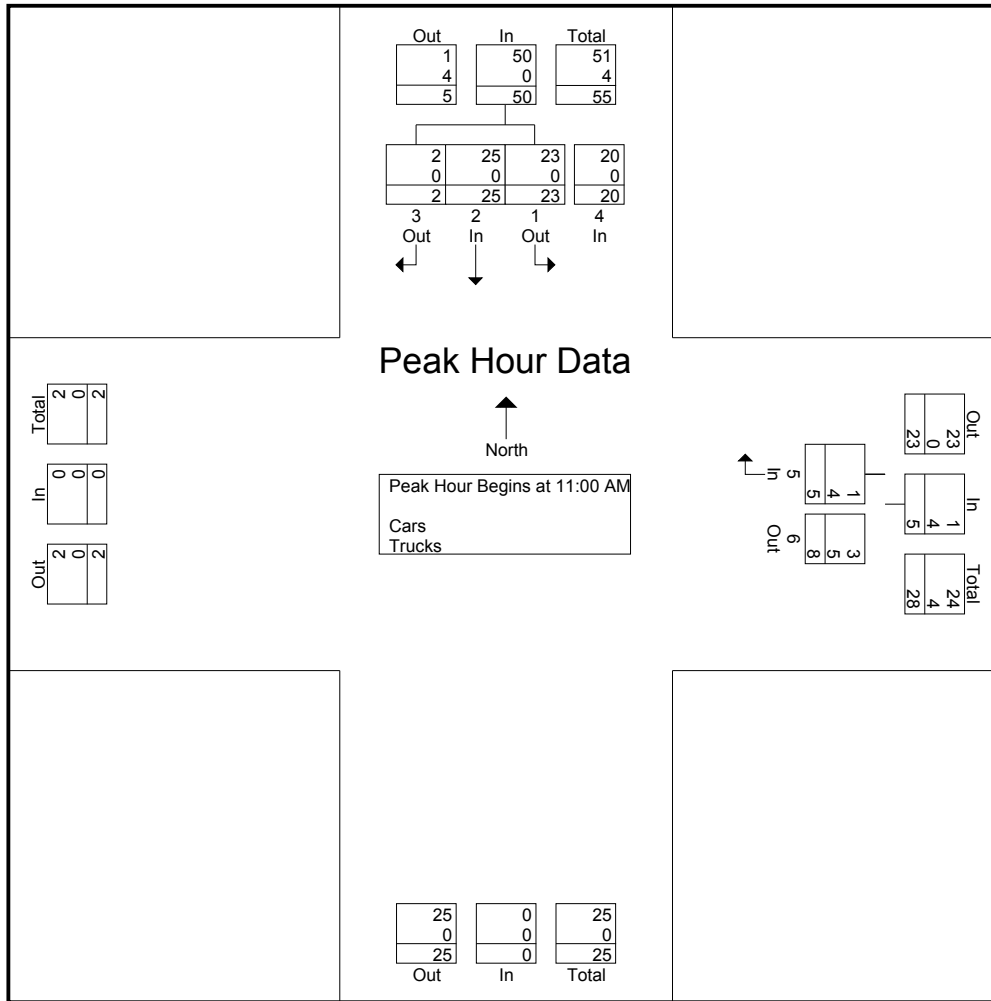 Out In Total
1 50 51
4 0 4
5 50 55
2 25 23 20
0 0 0 0
2 25 23 20
3 2 1 4
Out In Out In
Peak Hour Data
North
Peak Hour Begins at 11:00 AM
Cars
Trucks
Total
2 0 2
In
0 0 0
Out
2 0 2
5
In
1 4 5
6
Out
3 5 8
Out
23 0 23
In
1 4 5
Total
24 4 28
25 0 25
0 0 0
25 0 25
Out In Total